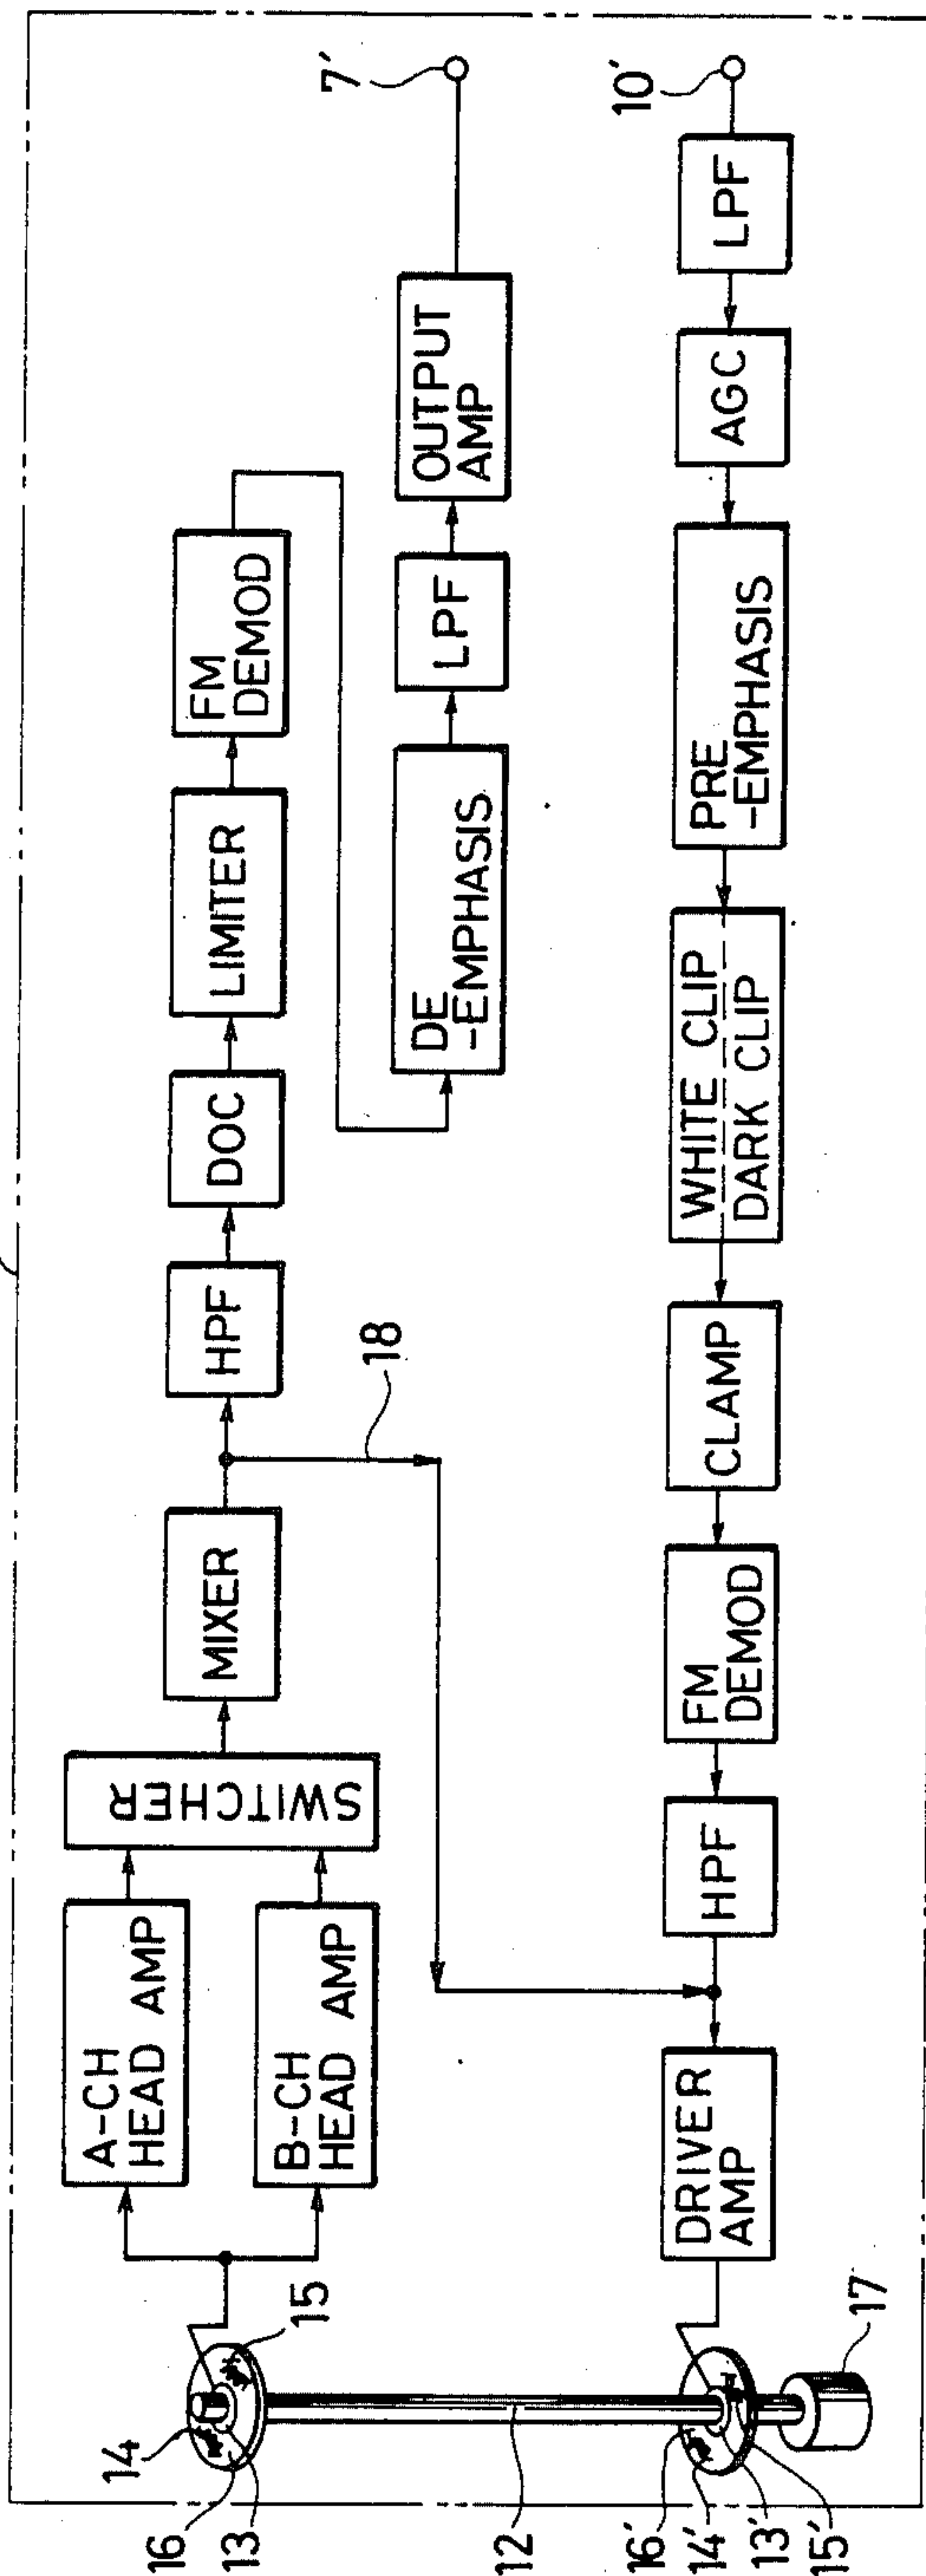 16
14
13
15
A-CH
HEAD AMP
B-CH
HEAD AMP
SWITCHER
MIXER
HPF
DOC
LIMITER
FM
DEMOD
18
DE
-EMPHASIS
LPF
OUTPUT
AMP
7'
12
16'
14'
13'
15'
17
DRIVER
AMP
HPF
FM
DEMOD
CLAMP
WHITE CLIP
DARK CLIP
PRE
-EMPHASIS
AGC
LPF
10'